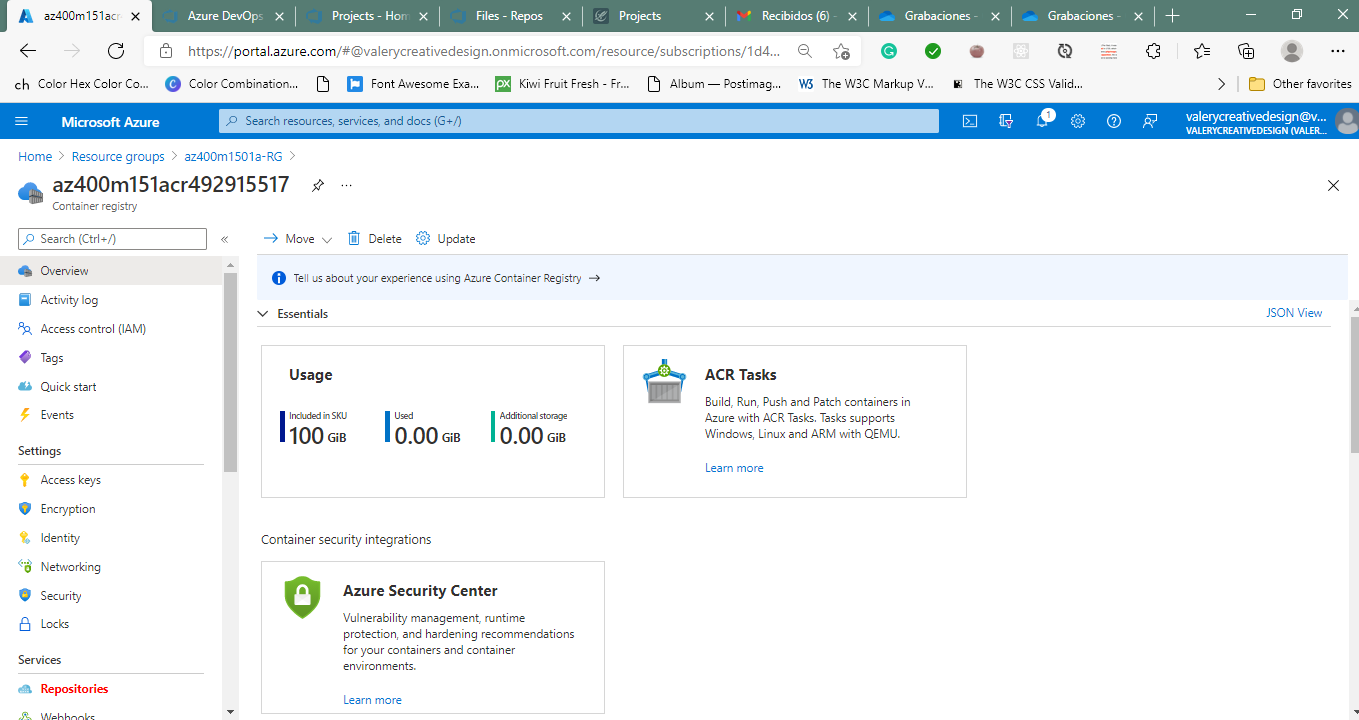 az400m151acr
Azure DevOps
Projects - Hom
Files - Repos
Projects
Recibidos (6) -
Grabaciones -
Grabaciones -
https://portal.azure.com/#@valerycreativedesign.onmicrosoft.com/resource/subscriptions/1d4...
ch Color Hex Color Co...
C Color Combination...
Font Awesome Exa...
px Kiwi Fruit Fresh - Fr...
Album — Postimag...
W3 The W3C Markup V...
The W3C CSS Valid...
Other favorites
Microsoft Azure
Search resources, services, and docs (G+/)
1
valerycreativedesign@v...
VALERYCREATIVEDESIGN (VALER...
Home > Resource groups > az400m1501a-RG >
az400m151acr492915517
Container registry
Search (Ctrl+/)
«
Move
Delete
Update
Overview
Activity log
Access control (IAM)
Tags
Quick start
Events
Settings
Access keys
Encryption
Identity
Networking
Security
Locks
Services
Repositories
Webhooks
Tell us about your experience using Azure Container Registry →
Essentials
JSON View
Usage
Included in SKU
100 GiB
Used
0.00 GiB
Additional storage
0.00 GiB
ACR Tasks
Build, Run, Push and Patch containers in
Azure with ACR Tasks. Tasks supports
Windows, Linux and ARM with QEMU.
Learn more
Container security integrations
Azure Security Center
Vulnerability management, runtime
protection, and hardening recommendations
for your containers and container
environments.
Learn more